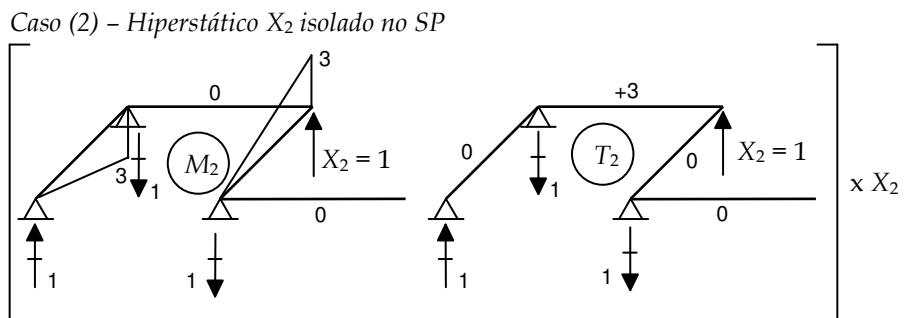 Caso (2) – Hiperstático X₂ isolado no SP
3
0
+3
M₂
X₂ = 1
T₂
X₂ = 1
0
0
3
1
1
x X₂
0
0
1
1
1
1